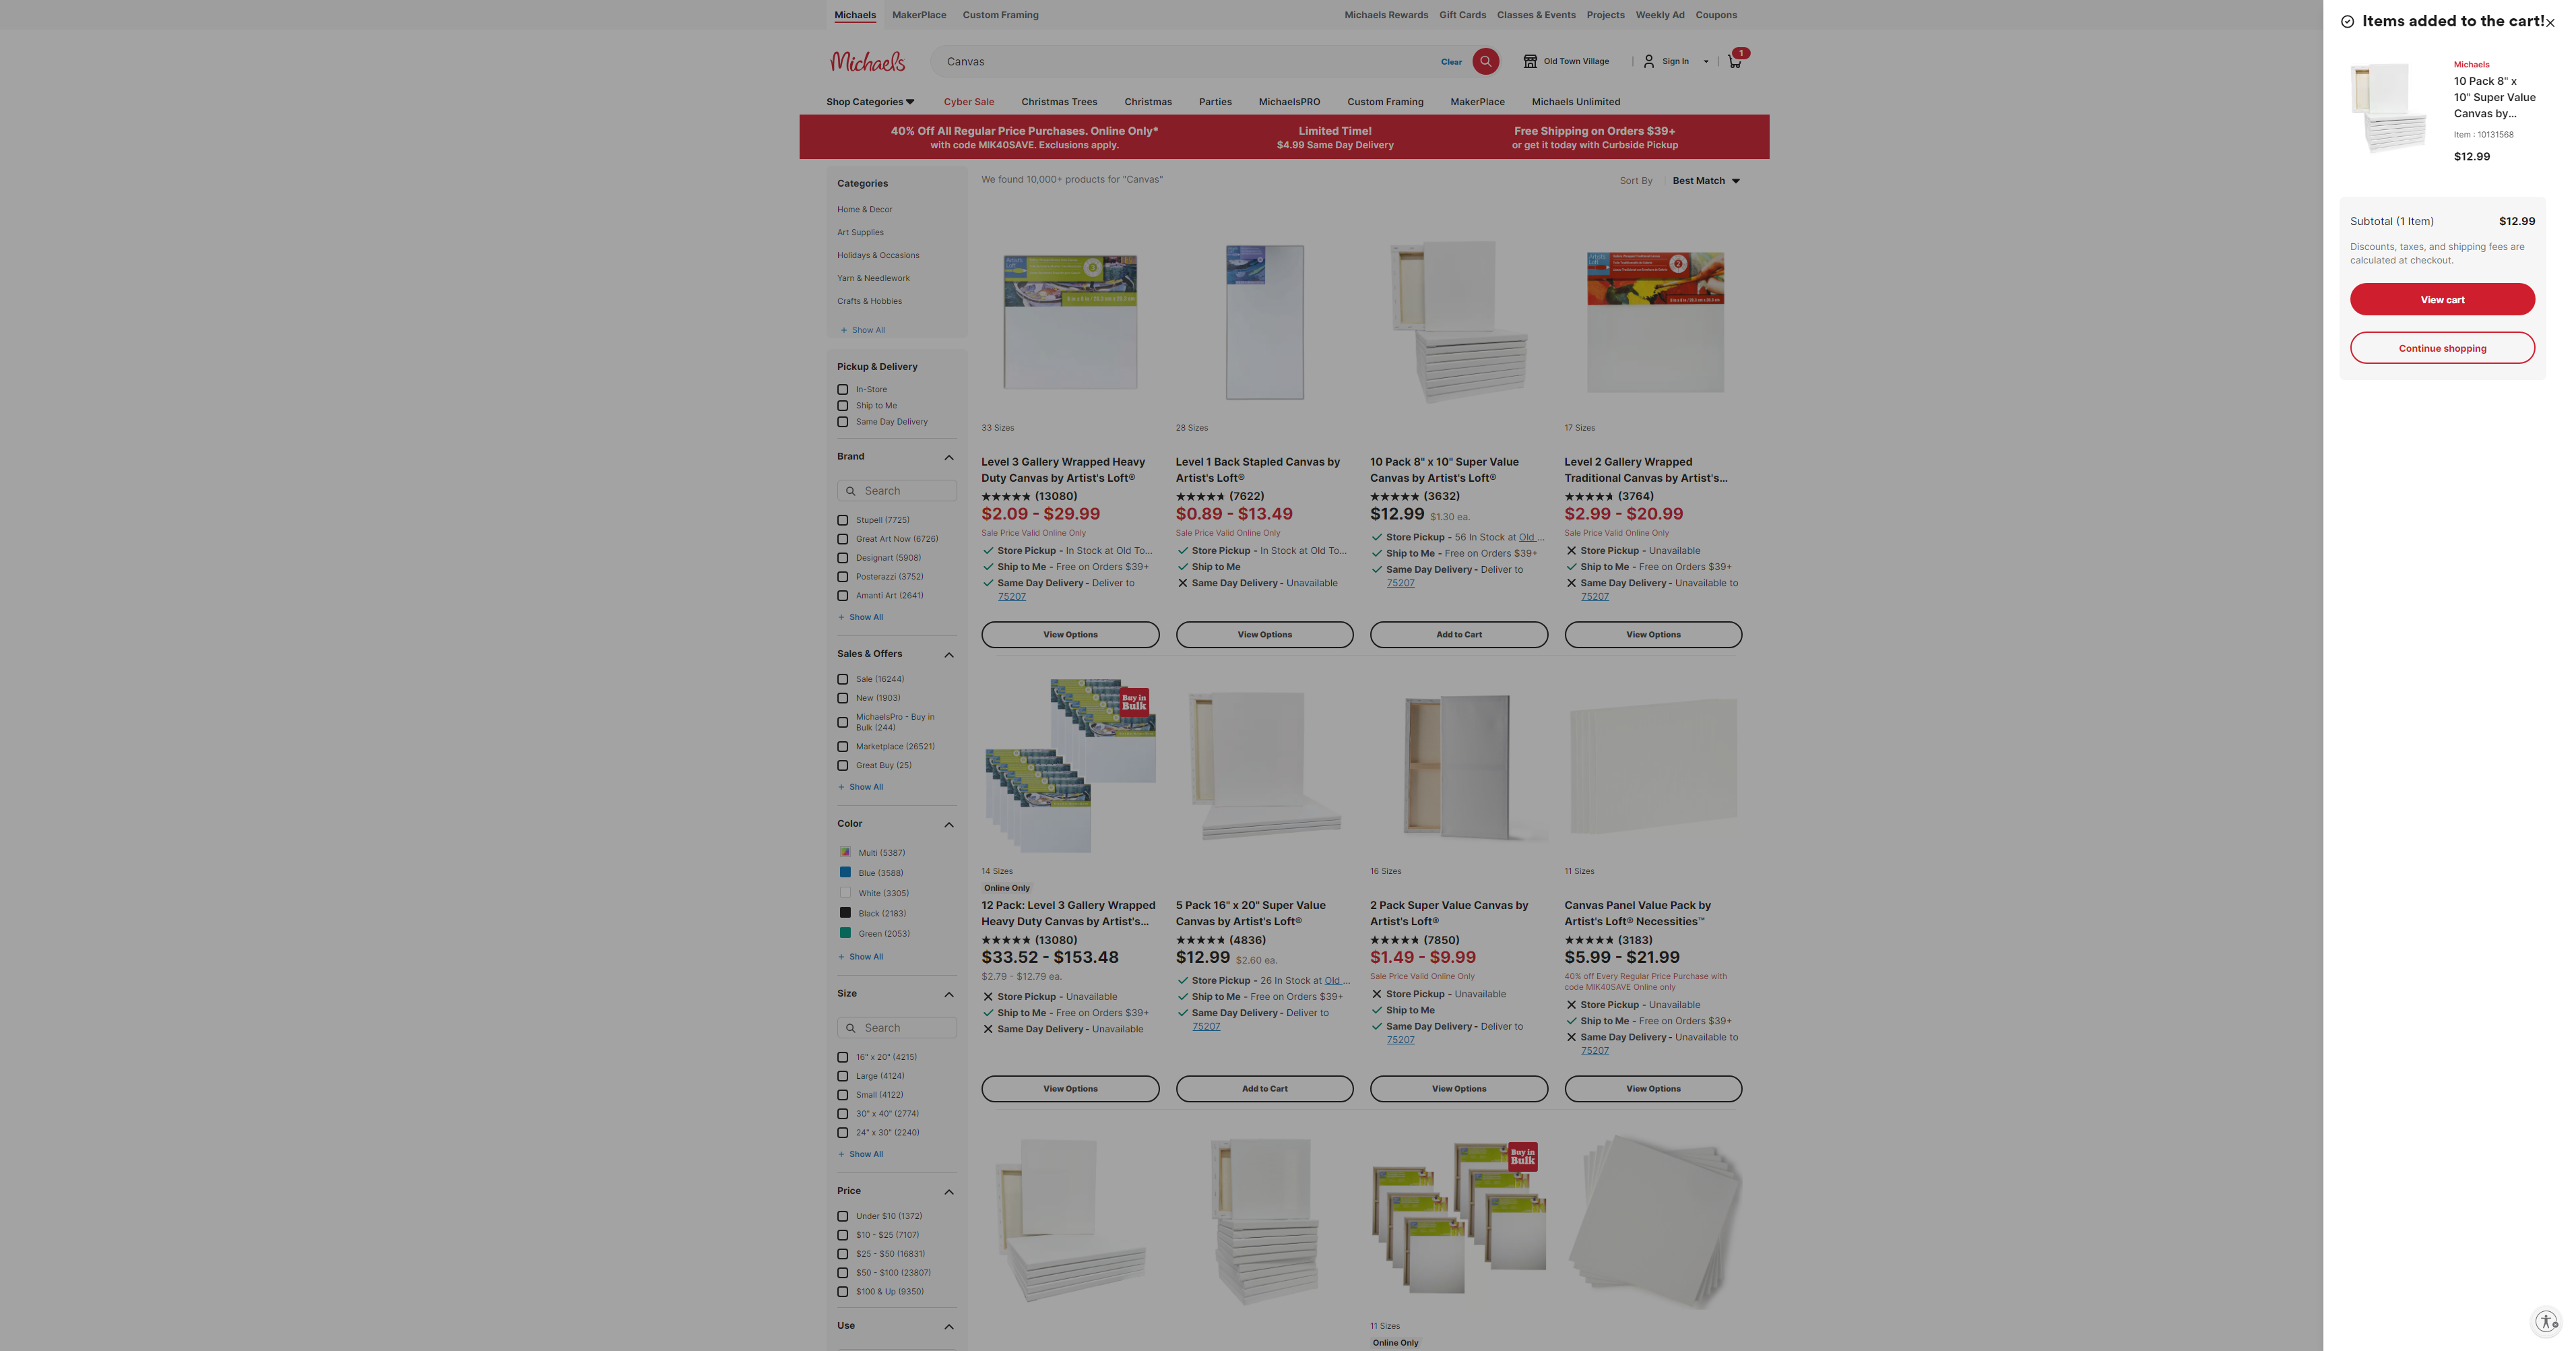 Michaels MakerPlace Custom Framing
Michaels Rewards Gift Cards Classes & Events Projects Weekly Ad Coupons
Michaels
Canvas
Clear
Old Town Village
Sign In
1
Shop Categories Cyber Sale Christmas Trees Christmas Parties MichaelsPRO Custom Framing MakerPlace Michaels Unlimited
40% Off All Regular Price Purchases. Online Only*
with code MIK40SAVE. Exclusions apply.
Limited Time!
$4.99 Same Day Delivery
Free Shipping on Orders $39+
or get it today with Curbside Pickup
Categories
Home & Decor
Art Supplies
Holidays & Occasions
Yarn & Needlework
Crafts & Hobbies
+ Show All
Pickup & Delivery
In-Store
Ship to Me
Same Day Delivery
Brand
Search
Stupell (7725)
Great Art Now (6726)
Designart (5908)
Posterazzi (3752)
Amanti Art (2641)
+ Show All
Sales & Offers
Sale (16244)
New (1903)
MichaelsPro - Buy in
Bulk (244)
Marketplace (26521)
Great Buy (25)
+ Show All
Color
Multi (5387)
Blue (3588)
White (3305)
Black (2183)
Green (2053)
+ Show All
Size
Search
16" x 20" (4215)
Large (4124)
Small (4122)
30" x 40" (2774)
24" x 30" (2240)
+ Show All
Price
Under $10 (1372)
$10 - $25 (7107)
$25 - $50 (16831)
$50 - $100 (23807)
$100 & Up (9350)
Use
We found 10,000+ products for "Canvas"
Sort By Best Match
33 Sizes
Level 3 Gallery Wrapped Heavy
Duty Canvas by Artist's Loft®
(13080)
$2.09 - $29.99
Sale Price Valid Online Only
Store Pickup - In Stock at Old To...
Ship to Me - Free on Orders $39+
Same Day Delivery - Deliver to
75207
View Options
28 Sizes
Level 1 Back Stapled Canvas by
Artist's Loft®
(7622)
$0.89 - $13.49
Sale Price Valid Online Only
Store Pickup - In Stock at Old To...
Ship to Me
Same Day Delivery - Unavailable
View Options
10 Pack 8" x 10" Super Value
Canvas by Artist's Loft®
(3632)
$12.99 $1.30 ea.
Store Pickup - 56 In Stock at Old ...
Ship to Me - Free on Orders $39+
Same Day Delivery - Deliver to
75207
Add to Cart
17 Sizes
Level 2 Gallery Wrapped
Traditional Canvas by Artist's...
(3764)
$2.99 - $20.99
Sale Price Valid Online Only
Store Pickup - Unavailable
Ship to Me - Free on Orders $39+
Same Day Delivery - Unavailable to
75207
View Options
Buy in
Bulk
14 Sizes
Online Only
12 Pack: Level 3 Gallery Wrapped
Heavy Duty Canvas by Artist's...
(13080)
$33.52 - $153.48
$2.79 - $12.79 ea.
Store Pickup - Unavailable
Ship to Me - Free on Orders $39+
Same Day Delivery - Unavailable
View Options
5 Pack 16" x 20" Super Value
Canvas by Artist's Loft®
(4836)
$12.99 $2.60 ea.
Store Pickup - 26 In Stock at Old ...
Ship to Me - Free on Orders $39+
Same Day Delivery - Deliver to
75207
Add to Cart
16 Sizes
2 Pack Super Value Canvas by
Artist's Loft®
(7850)
$1.49 - $9.99
Sale Price Valid Online Only
Store Pickup - Unavailable
Ship to Me
Same Day Delivery - Deliver to
75207
View Options
11 Sizes
Canvas Panel Value Pack by
Artist's Loft® Necessities™
(3183)
$5.99 - $21.99
40% off Every Regular Price Purchase with
code MIK40SAVE Online only
Store Pickup - Unavailable
Ship to Me - Free on Orders $39+
Same Day Delivery - Unavailable to
75207
View Options
Buy in
Bulk
11 Sizes
Online Only
Items added to the cart!
Michaels
10 Pack 8" x
10" Super Value
Canvas by...
Item : 10131568
$12.99
Subtotal (1 Item) $12.99
Discounts, taxes, and shipping fees are
calculated at checkout.
View cart
Continue shopping